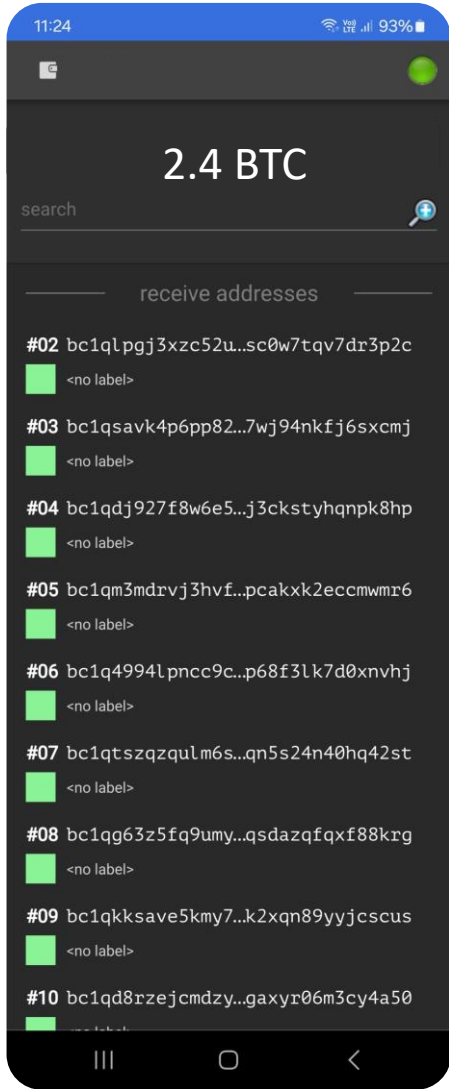 11:24 Vo) LTE 93%
2.4 BTC
search
receive addresses
#02 bc1qlpgj3xzc52u…sc0w7tqv7dr3p2c
<no label>
#03 bc1qsavk4p6pp82…7wj94nkfj6sxcmj
<no label>
#04 bc1qdj927f8w6e5…j3ckstyhqnpk8hp
<no label>
#05 bc1qm3mdrvj3hvf…pcakxk2eccmwmr6
<no label>
#06 bc1q4994lpncc9c…p68f3lk7d0xnvhj
<no label>
#07 bc1qtszqzqulm6s…qn5s24n40hq42st
<no label>
#08 bc1qg63z5fq9umy…qsdazqfqxf88krg
<no label>
#09 bc1qkksave5kmy7…k2xqn89yyjcscus
<no label>
#10 bc1qd8rzejcmdzy…gaxyr06m3cy4a50